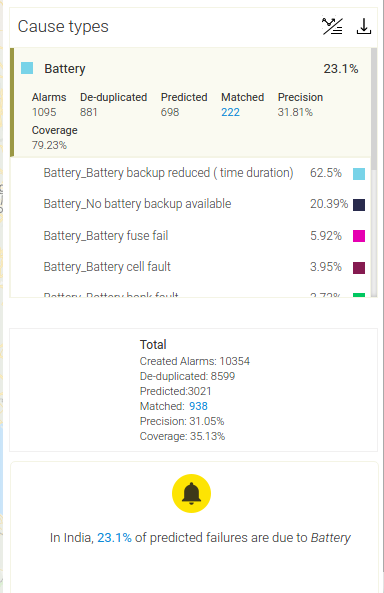 Cause types
Battery 23.1%
Alarms De-duplicated Predicted Matched Precision
1095 881 698 222 31.81%
Coverage
79.23%
Battery_Battery backup reduced ( time duration) 62.5%
Battery_No battery backup available 20.39%
Battery_Battery fuse fail 5.92%
Battery_Battery cell fault 3.95%
Battery_Battery bank fault
Total
Created Alarms: 10354
De-duplicated: 8599
Predicted:3021
Matched: 938
Precision: 31.05%
Coverage: 35.13%
In India, 23.1% of predicted failures are due to Battery